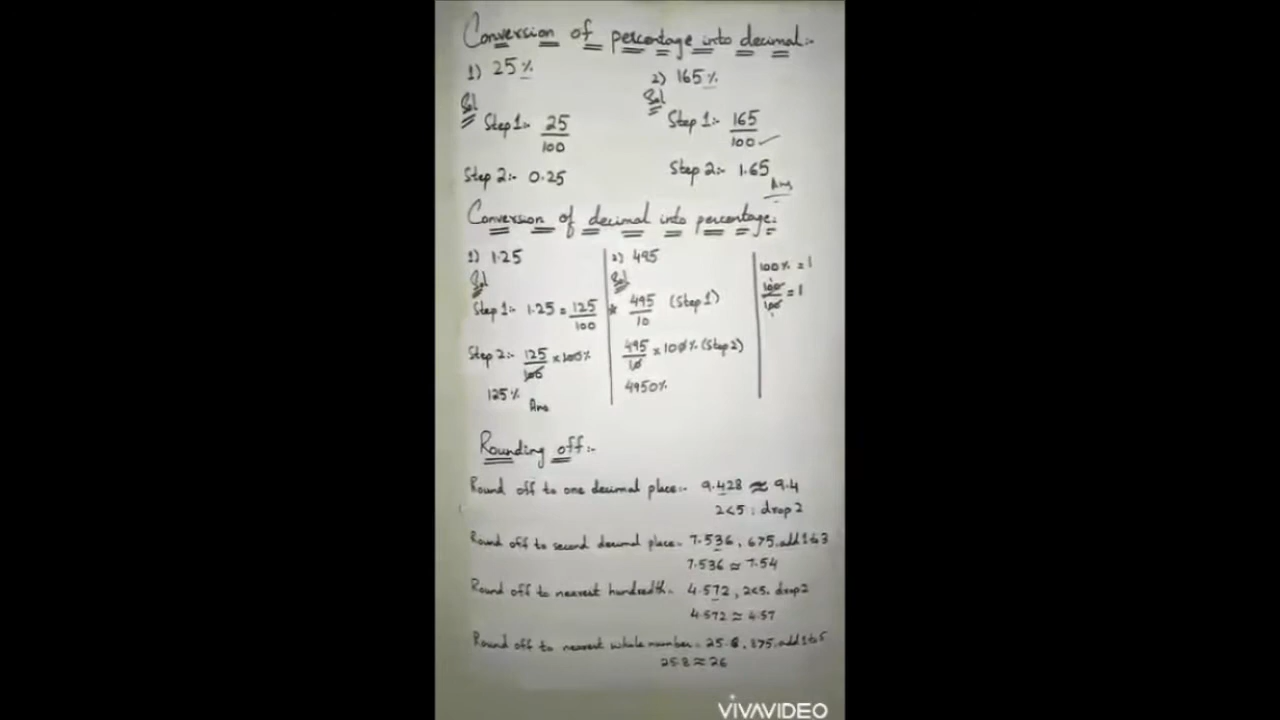 Conversion of percentage into decimal:-
1) 25%
Sol
Step 1:- 25/100
Step 2:- 0.25
2) 165%
Sol
Step 1:- 165/100
Step 2:- 1.65
Ans
Conversion of decimal into percentage:
1) 1.25
Sol
Step 1:- 1.25 = 125/100
Step 2:- 125/100 × 100%
125%
Ans
2) 495
Sol
* 495/10 (Step 1)
495/10 × 100% (Step 2)
4950%
100% = 1
100/100 = 1
Rounding off:-
Round off to one decimal place:- 9.428 ≈ 9.4
2<5, drop 2
Round off to second decimal place:- 7.536, 6>5, add 1 to 3
7.536 ≈ 7.54
Round off to nearest hundredth:- 4.572, 2<5, drop 2
4.572 ≈ 4.57
Round off to nearest whole number:- 25.8, 8>5, add 1 to 5
25.8 ≈ 26
VIVAVIDEO